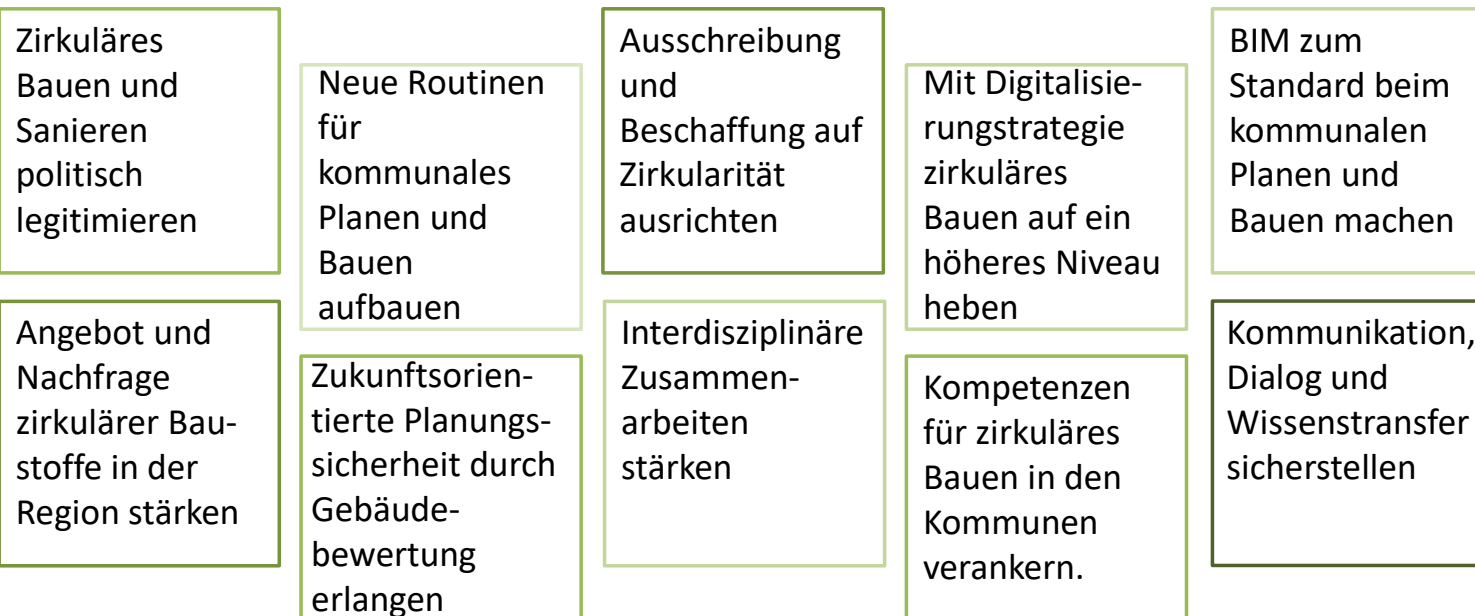 Zirkuläres
Bauen und
Sanieren
politisch
legitimieren
Neue Routinen
für
kommunales
Planen und
Bauen
aufbauen
Ausschreibung
und
Beschaffung auf
Zirkularität
ausrichten
Mit Digitalisie-
rungstrategie
zirkuläres
Bauen auf ein
höheres Niveau
heben
BIM zum
Standard beim
kommunalen
Planen und
Bauen machen
Angebot und
Nachfrage
zirkulärer Bau-
stoffe in der
Region stärken
Zukunftsorien-
tierte Planungs-
sicherheit durch
Gebäude-
bewertung
erlangen
Interdisziplinäre
Zusammen-
arbeiten
stärken
Kompetenzen
für zirkuläres
Bauen in den
Kommunen
verankern.
Kommunikation,
Dialog und
Wissenstransfer
sicherstellen